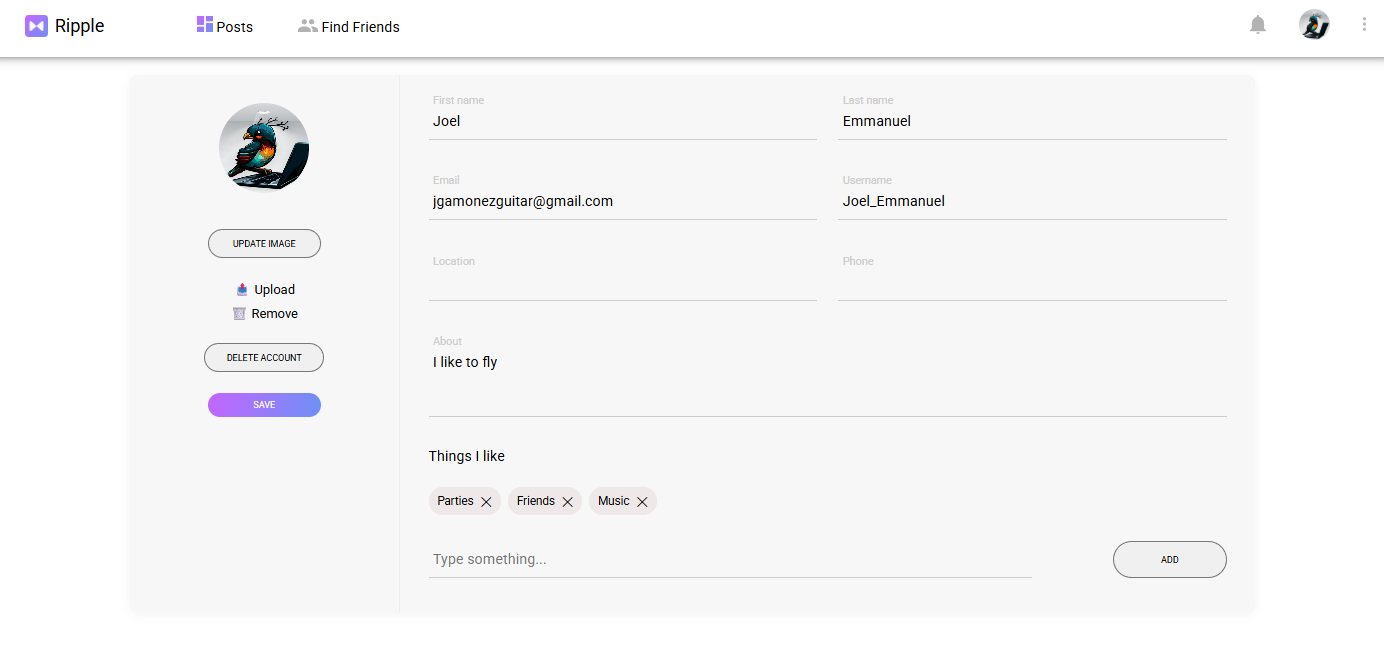 Ripple
Posts
Find Friends
UPDATE IMAGE
Upload
Remove
DELETE ACCOUNT
SAVE
First name
Joel
Last name
Emmanuel
Email
jgamonezguitar@gmail.com
Username
Joel_Emmanuel
Location
Phone
About
I like to fly
Things I like
Parties
Friends
Music
Type something...
ADD